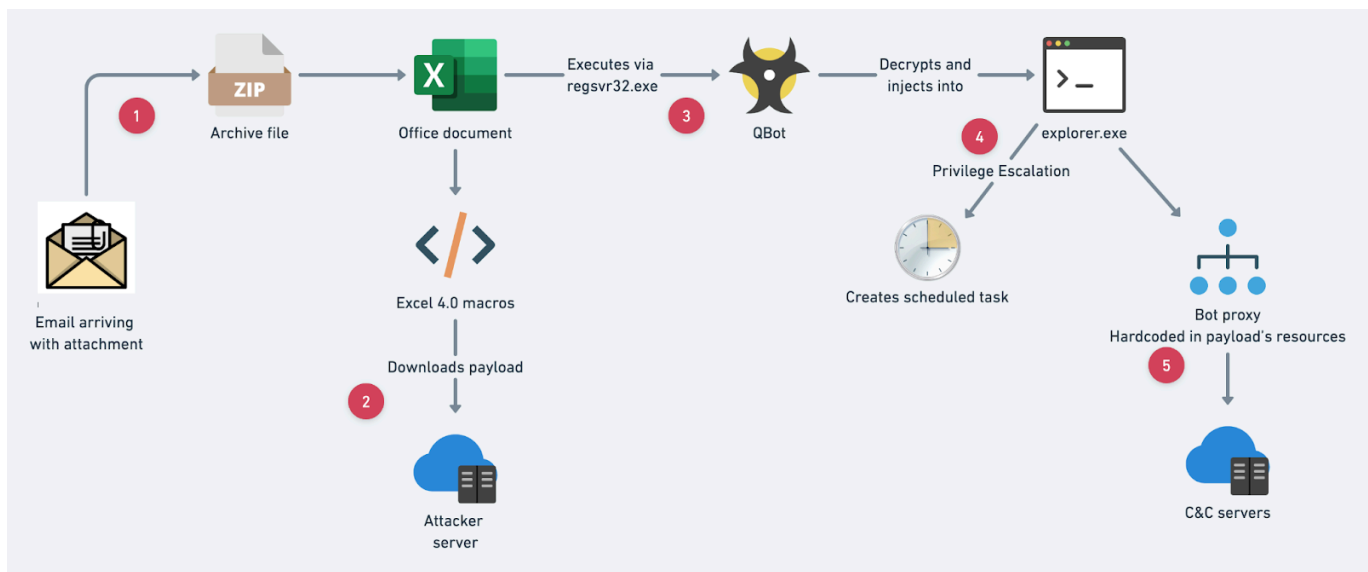 1
ZIP
Archive file
X
Office document
Executes via
regsvr32.exe
3
QBot
Decrypts and
injects into
4
explorer.exe
Privilege Escalation
Creates scheduled task
Email arriving
with attachment
Excel 4.0 macros
Downloads payload
2
Attacker
server
Bot proxy
Hardcoded in payload's resources
5
C&C servers